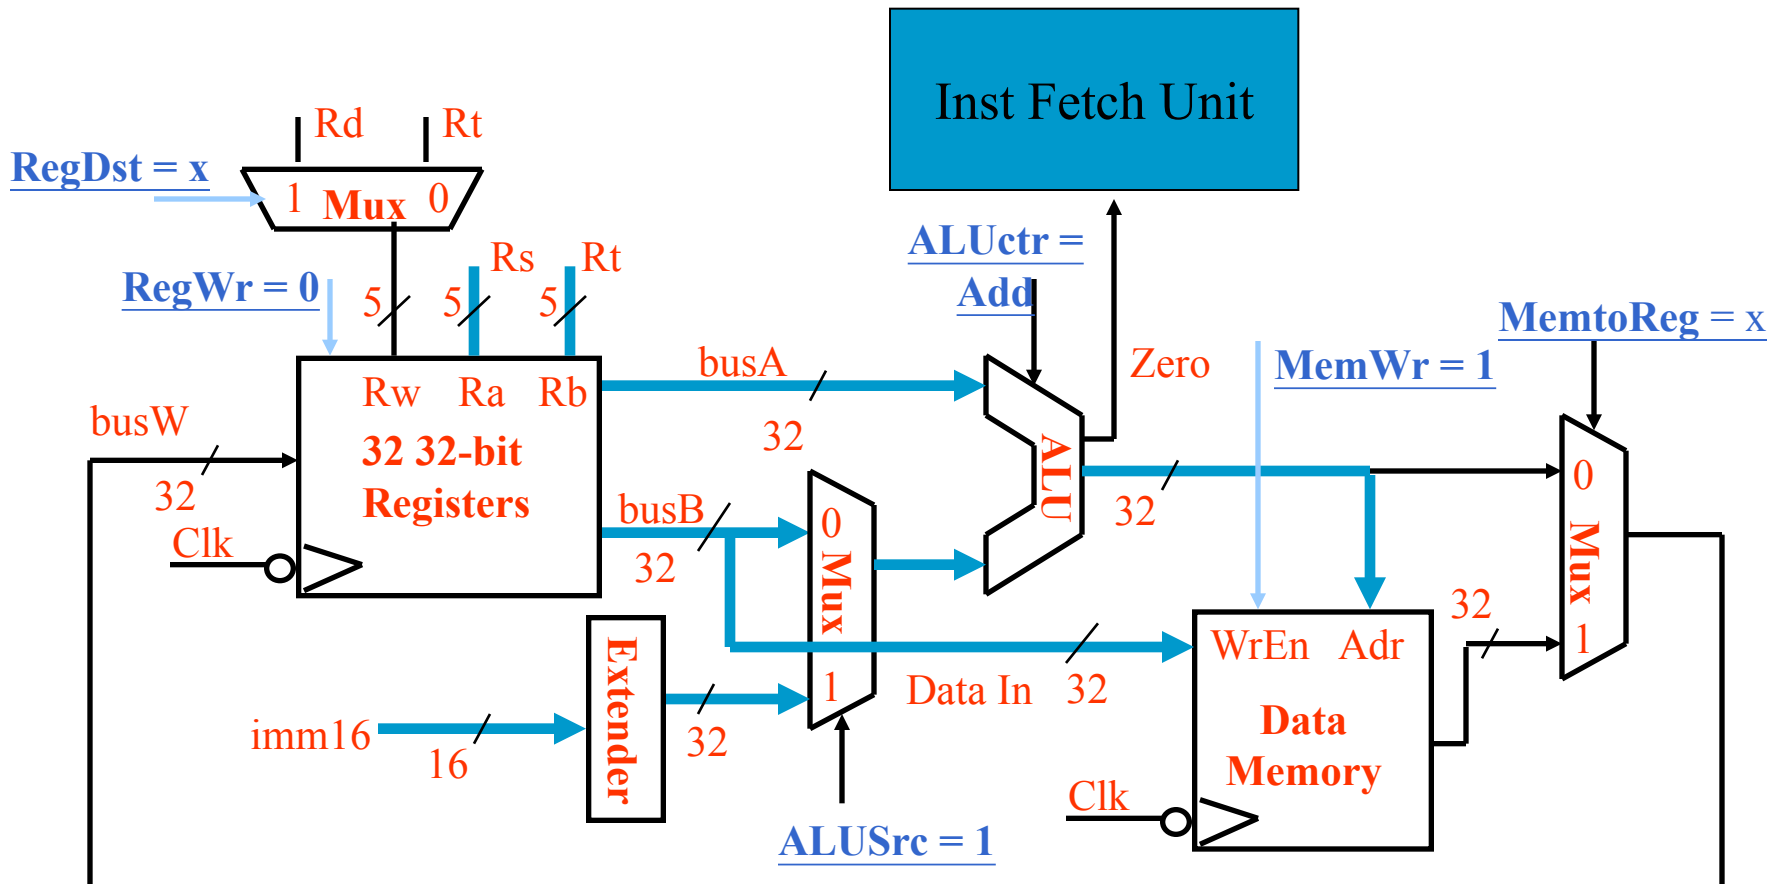 Inst Fetch Unit
Rd Rt
RegDst = x
1 Mux 0
Rs Rt
ALUctr =
Add
RegWr = 0
5 5 5
MemtoReg = x
busA
Zero
MemWr = 1
Rw Ra Rb
busW
32
32 32-bit
Registers
32
ALU
0
Mux
1
32
busB
32
Clk
0
Mux
1
32
Extender
imm16
16
32
Data In
32
WrEn Adr
Data
Memory
Clk
ALUSrc = 1